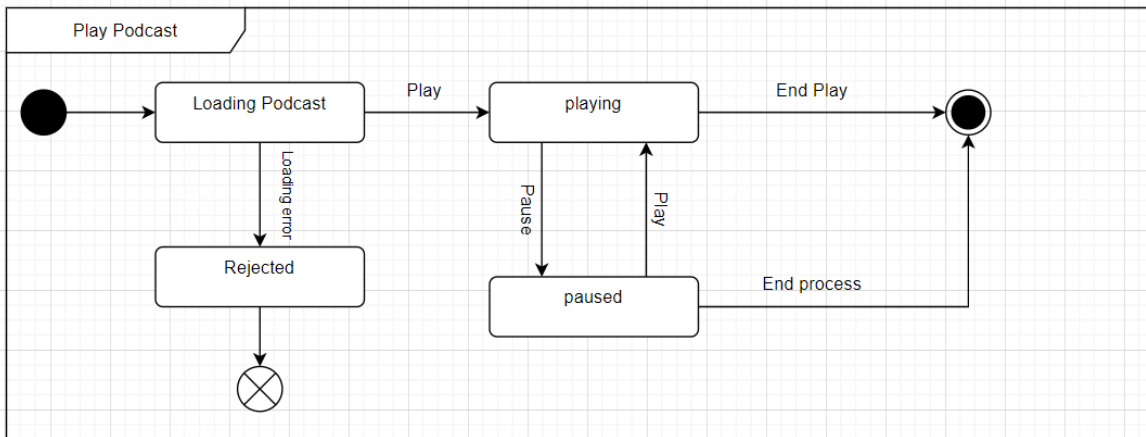 Play Podcast
Loading Podcast
Play
playing
End Play
Loading error
Pause
Play
Rejected
paused
End process